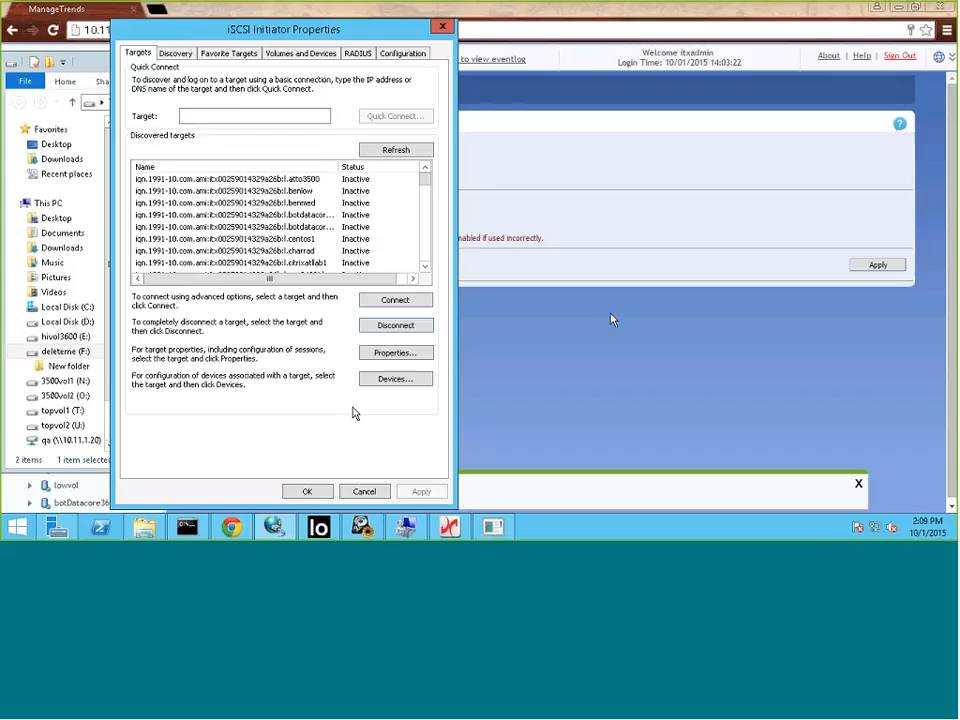 ManageTrends
10.11
iSCSI Initiator Properties
X
Targets
Discovery
Favorite Targets
Volumes and Devices
RADIUS
Configuration
Quick Connect
To discover and log on to a target using a basic connection, type the IP address or
DNS name of the target and then click Quick Connect.
Target:
Quick Connect...
Discovered targets
Refresh
Name
Status
iqn.1991-10.com.ami:itx00259014329a26b:l.atto3500 Inactive
iqn.1991-10.com.ami:itx00259014329a26b:l.benlow Inactive
iqn.1991-10.com.ami:itx00259014329a26b:l.benmed Inactive
iqn.1991-10.com.ami:itx00259014329a26b:l.botdatacor... Inactive
iqn.1991-10.com.ami:itx00259014329a26b:l.botdatacor... Inactive
iqn.1991-10.com.ami:itx00259014329a26b:l.centos1 Inactive
iqn.1991-10.com.ami:itx00259014329a26b:l.charrad Inactive
iqn.1991-10.com.ami:itx00259014329a26b:l.citrixatllab1 Inactive
To connect using advanced options, select a target and then
click Connect.
Connect
To completely disconnect a target, select the target and
then click Disconnect.
Disconnect
For target properties, including configuration of sessions,
select the target and click Properties.
Properties...
For configuration of devices associated with a target, select
the target and then click Devices.
Devices...
OK
Cancel
Apply
File
Home
Sha
Favorites
Desktop
Downloads
Recent places
This PC
Desktop
Documents
Downloads
Music
Pictures
Videos
Local Disk (C:)
Local Disk (D:)
hivol3600 (E:)
deleteme (F:)
New folder
3500vol1 (N:)
3500vol2 (O:)
topvol1 (T:)
topvol2 (U:)
qa (\\10.11.1.20)
2 items
1 item selected
lowvol
botDatacore36
to view eventlog
Welcome itxadmin
Login Time: 10/01/2015 14:03:22
About | Help | Sign Out
?
nabled if used incorrectly.
Apply
X
lo
2:09 PM
10/1/2015